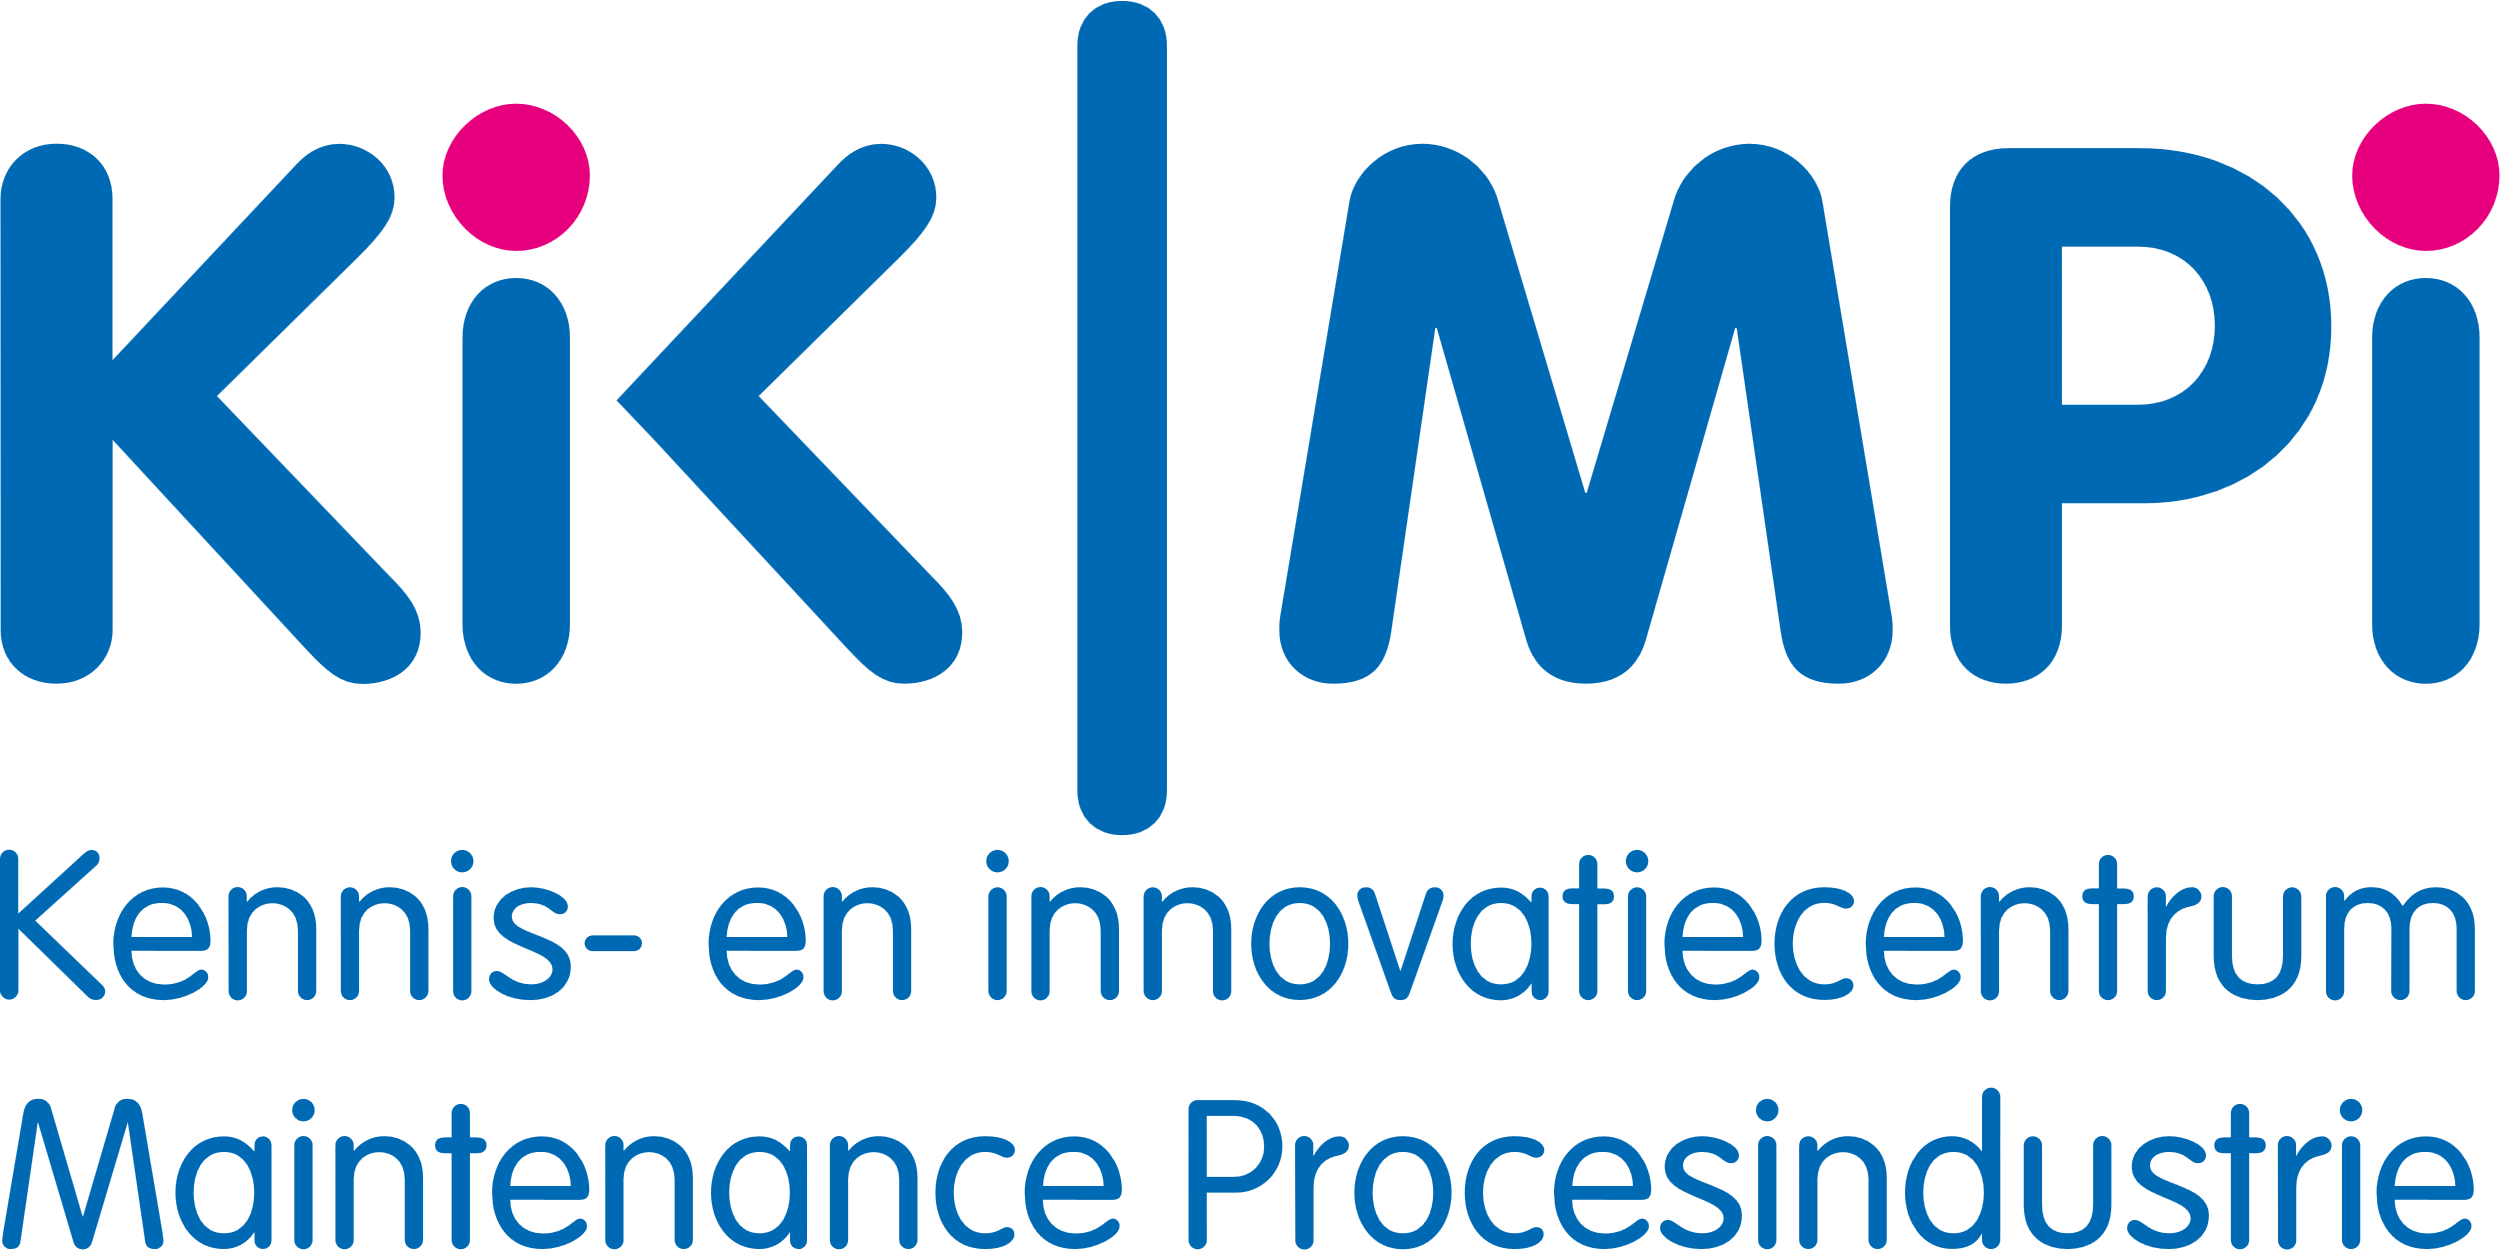 KiK|MPi
Kennis- en innovatiecentrum
Maintenance Procesindustrie